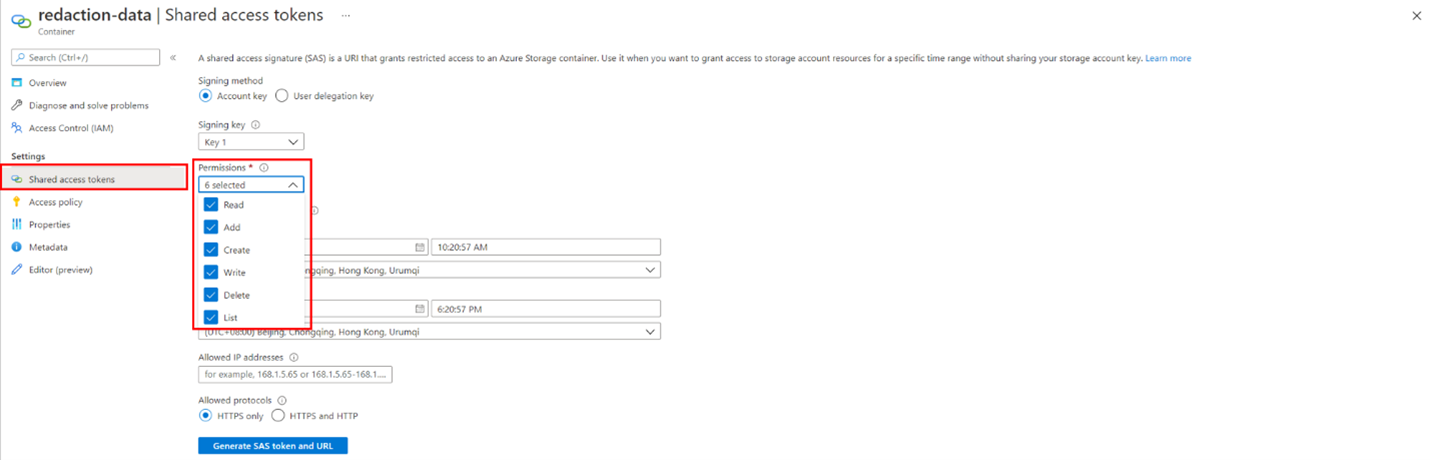 redaction-data | Shared access tokens ...
Container
Search (Ctrl+/) «
A shared access signature (SAS) is a URI that grants restricted access to an Azure Storage container. Use it when you want to grant access to storage account resources for a specific time range without sharing your storage account key. Learn more
Overview
Diagnose and solve problems
Access Control (IAM)
Settings
Shared access tokens
Access policy
Properties
Metadata
Editor (preview)
Signing method
Account key User delegation key
Signing key
Key 1
Permissions *
6 selected
Read
Add
Create
Write
Delete
List
10:20:57 AM
ongqing, Hong Kong, Urumqi
6:20:57 PM
(UTC+08:00) Beijing, Chongqing, Hong Kong, Urumqi
Allowed IP addresses
for example, 168.1.5.65 or 168.1.5.65-168.1....
Allowed protocols
HTTPS only HTTPS and HTTP
Generate SAS token and URL